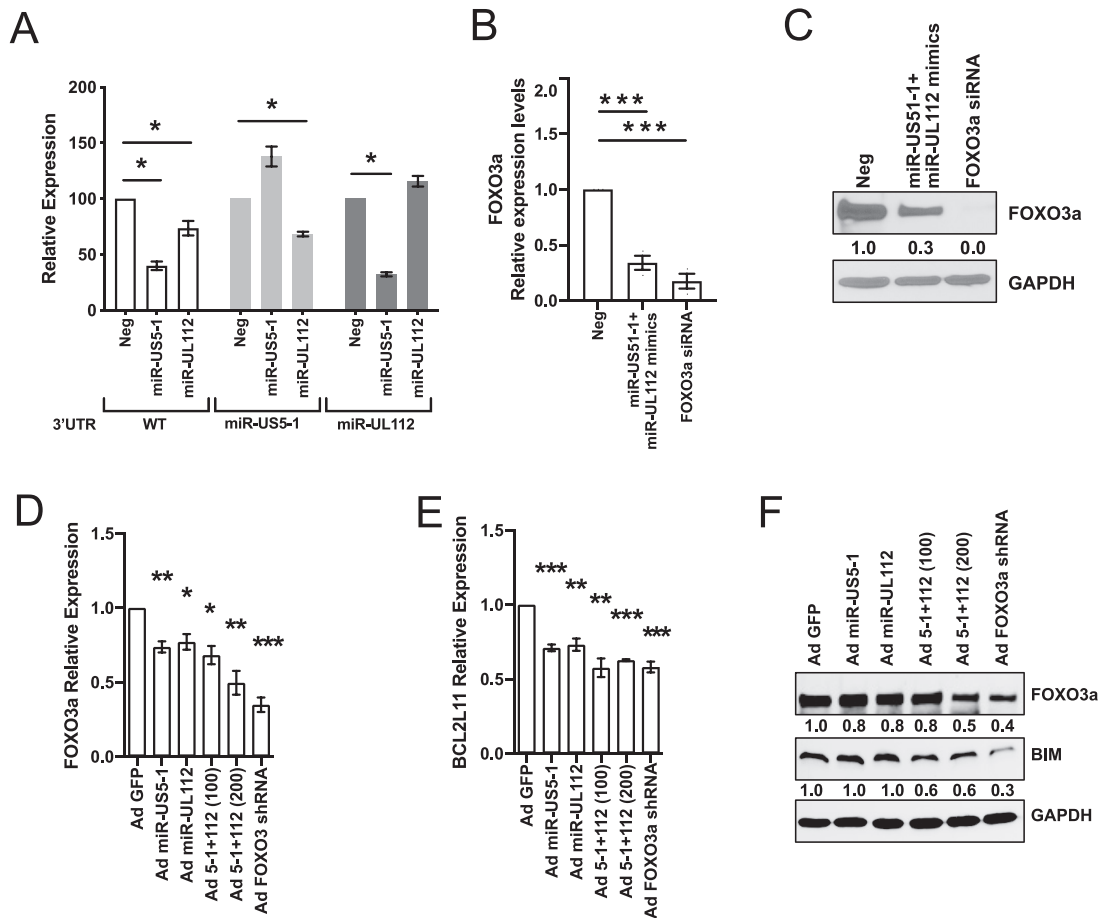 A
Relative Expression
200
150
100
50
0
*
*
*
*
Neg
miR-US5-1
miR-UL112
Neg
miR-US5-1
miR-UL112
Neg
miR-US5-1
miR-UL112
3'UTR
WT
miR-US5-1
miR-UL112
B
FOXO3a
Relative expression levels
2.0
1.5
1.0
0.5
0.0
***
***
Neg
miR-US51-1+
miR-UL112 mimics
FOXO3a siRNA
C
Neg
miR-US51-1+
miR-UL112 mimics
FOXO3a siRNA
FOXO3a
1.0 0.3 0.0
GAPDH
D
FOXO3a Relative Expression
1.5
1.0
0.5
0.0
**
*
*
**
***
Ad GFP
Ad miR-US5-1
Ad miR-UL112
Ad 5-1+112 (100)
Ad 5-1+112 (200)
Ad FOXO3 shRNA
E
BCL2L11 Relative Expression
1.5
1.0
0.5
0.0
***
**
**
***
***
Ad GFP
Ad miR-US5-1
Ad miR-UL112
Ad 5-1+112 (100)
Ad 5-1+112 (200)
Ad FOXO3a shRNA
F
Ad GFP
Ad miR-US5-1
Ad miR-UL112
Ad 5-1+112 (100)
Ad 5-1+112 (200)
Ad FOXO3a shRNA
FOXO3a
1.0 0.8 0.8 0.8 0.5 0.4
BIM
1.0 1.0 1.0 0.6 0.6 0.3
GAPDH